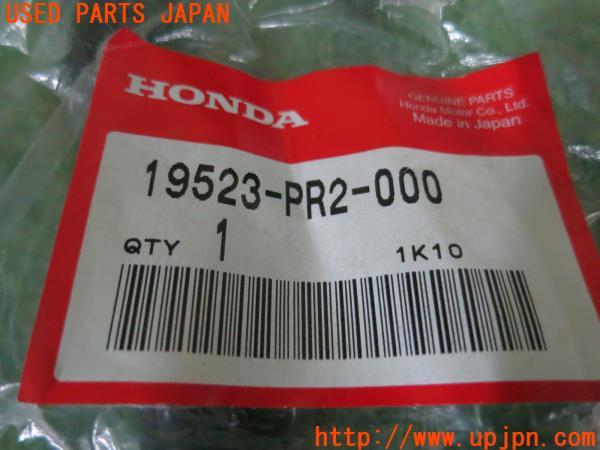 USED PARTS JAPAN
HONDA
GENUINE PARTS
Honda Motor Co., Ltd.
Made in Japan
19523-PR2-000
QTY 1
1K10
http://www.upjpn.com